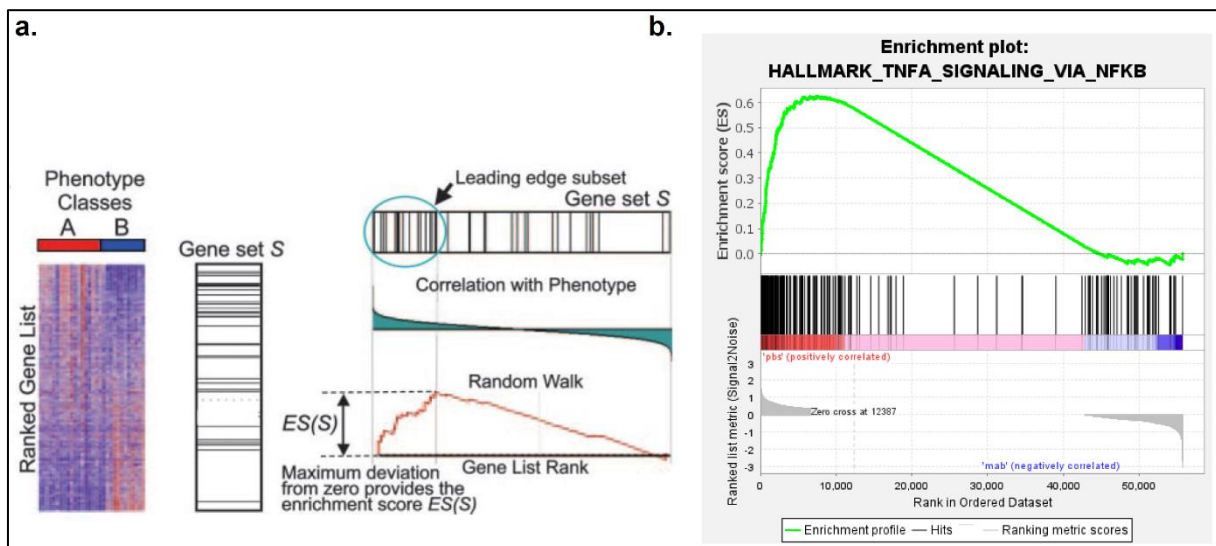 a.
Phenotype
Classes
A B
Ranked Gene List
Gene set S
Leading edge subset
Gene set S
Correlation with Phenotype
Random Walk
ES(S)
Gene List Rank
Maximum deviation
from zero provides the
enrichment score ES(S)
b.
Enrichment plot:
HALLMARK_TNFA_SIGNALING_VIA_NFKB
Enrichment score (ES)
0.6
0.5
0.4
0.3
0.2
0.1
0.0
'pbs' (positively correlated)
Ranked list metric (Signal2Noise)
3
2
1
0
-1
-2
-3
Zero cross at 12387
'mab' (negatively correlated)
0 10,000 20,000 30,000 40,000 50,000
Rank in Ordered Dataset
Enrichment profile Hits Ranking metric scores